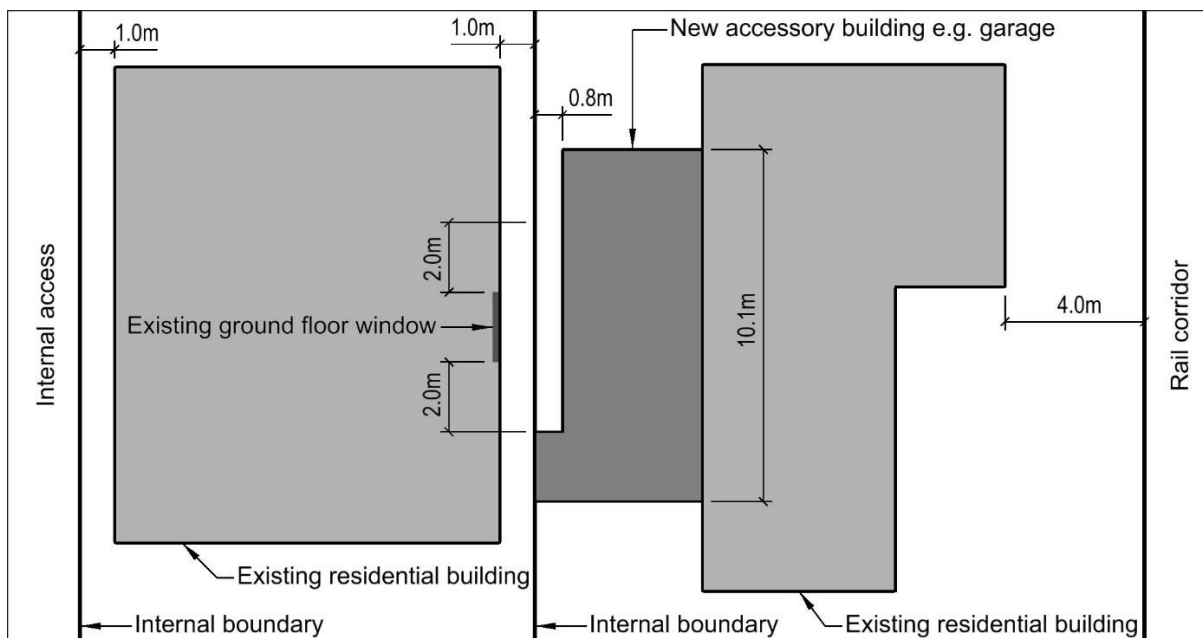 1.0m
1.0m
New accessory building e.g. garage
0.8m
Internal access
2.0m
Existing ground floor window
2.0m
10.1m
4.0m
Rail corridor
Existing residential building
Internal boundary
Internal boundary
Existing residential building